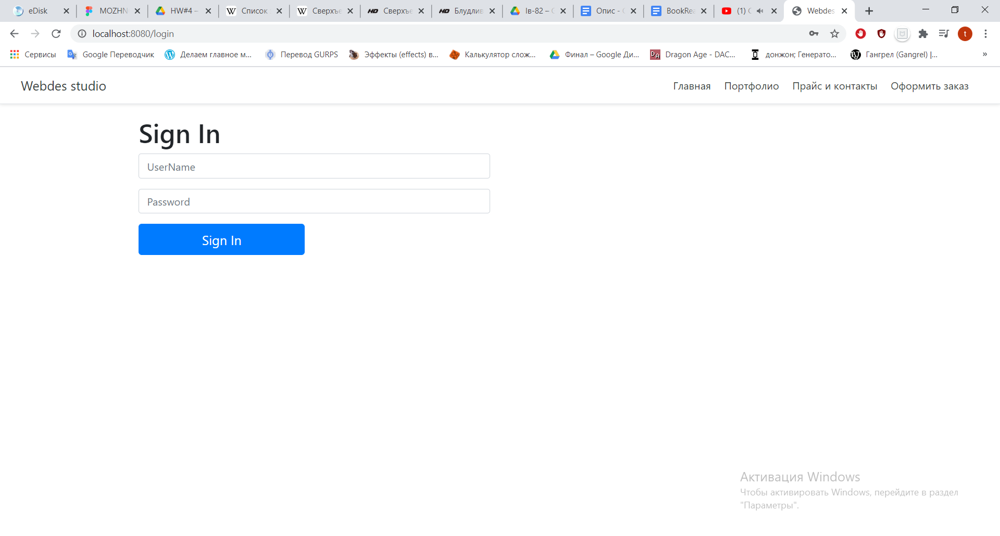 eDisk
MOZHN
HW#4 –
Список
Сверхъе
Сверхъе
Блудлив
Ів-82 – 
Опис - 
BookRea
(1)
Webdes
localhost:8080/login
t
Сервисы
Google Переводчик
Делаем главное м...
Перевод GURPS
Эффекты (effects) в...
Калькулятор слож...
Финал – Google Ди...
Dragon Age - DAC...
донжон; Генерато...
Гангрел (Gangrel) |...
»
Webdes studio
Главная
Портфолио
Прайс и контакты
Оформить заказ
Sign In
UserName
Password
Sign In
Активация Windows
Чтобы активировать Windows, перейдите в раздел
"Параметры".